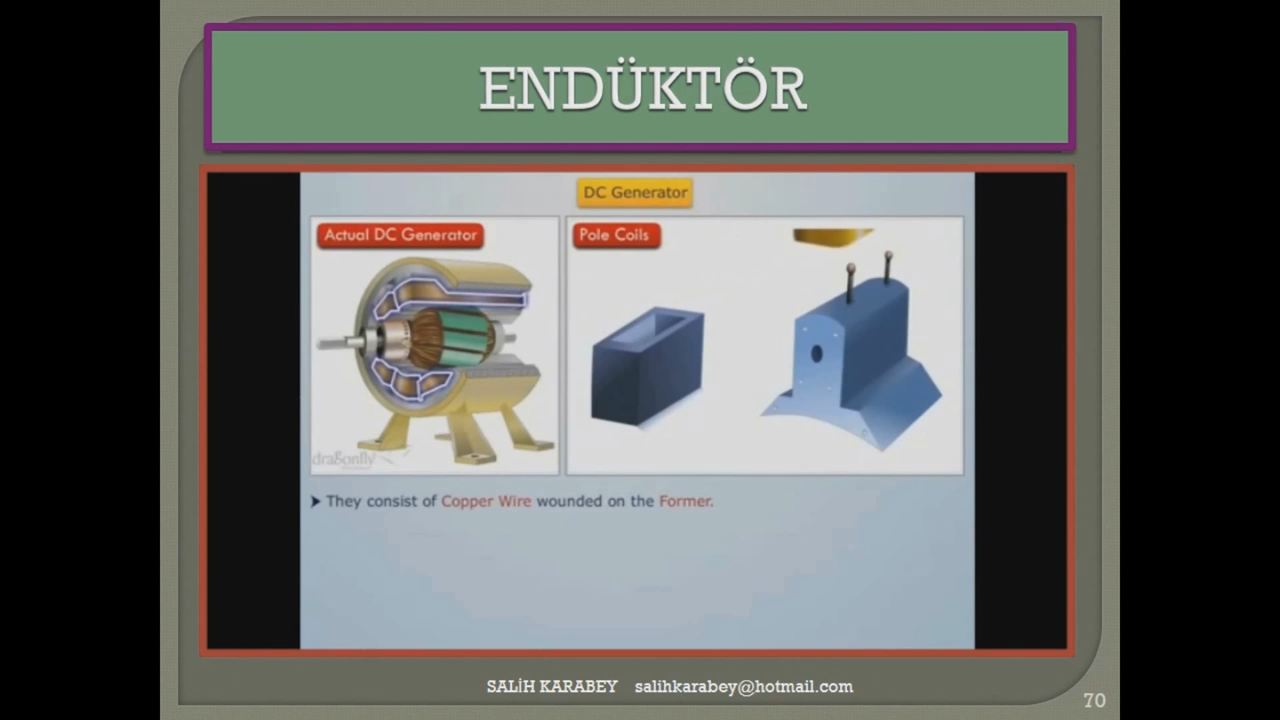 ENDÜKTÖR
DC Generator
Actual DC Generator
Pole Coils
dragonfly
They consist of Copper Wire wounded on the Former.
SALİH KARABEY salihkarabey@hotmail.com
70